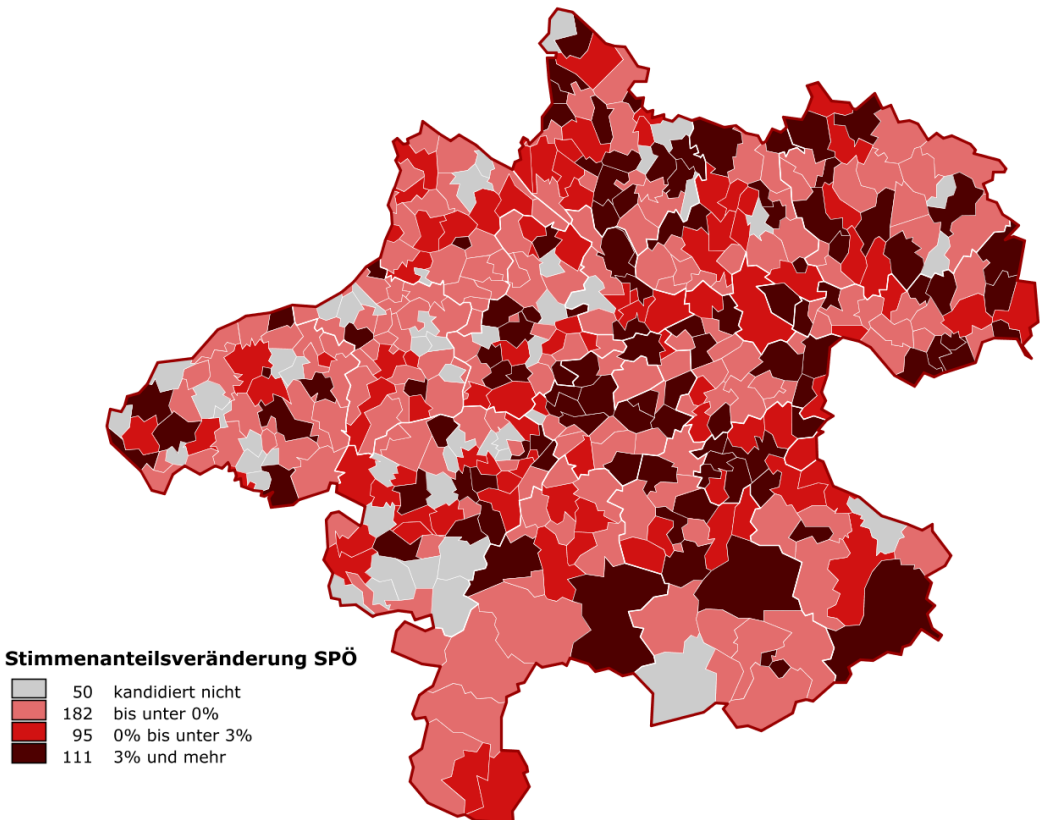 Stimmenanteilsveränderung SPÖ
50 kandidiert nicht
182 bis unter 0%
95 0% bis unter 3%
111 3% und mehr